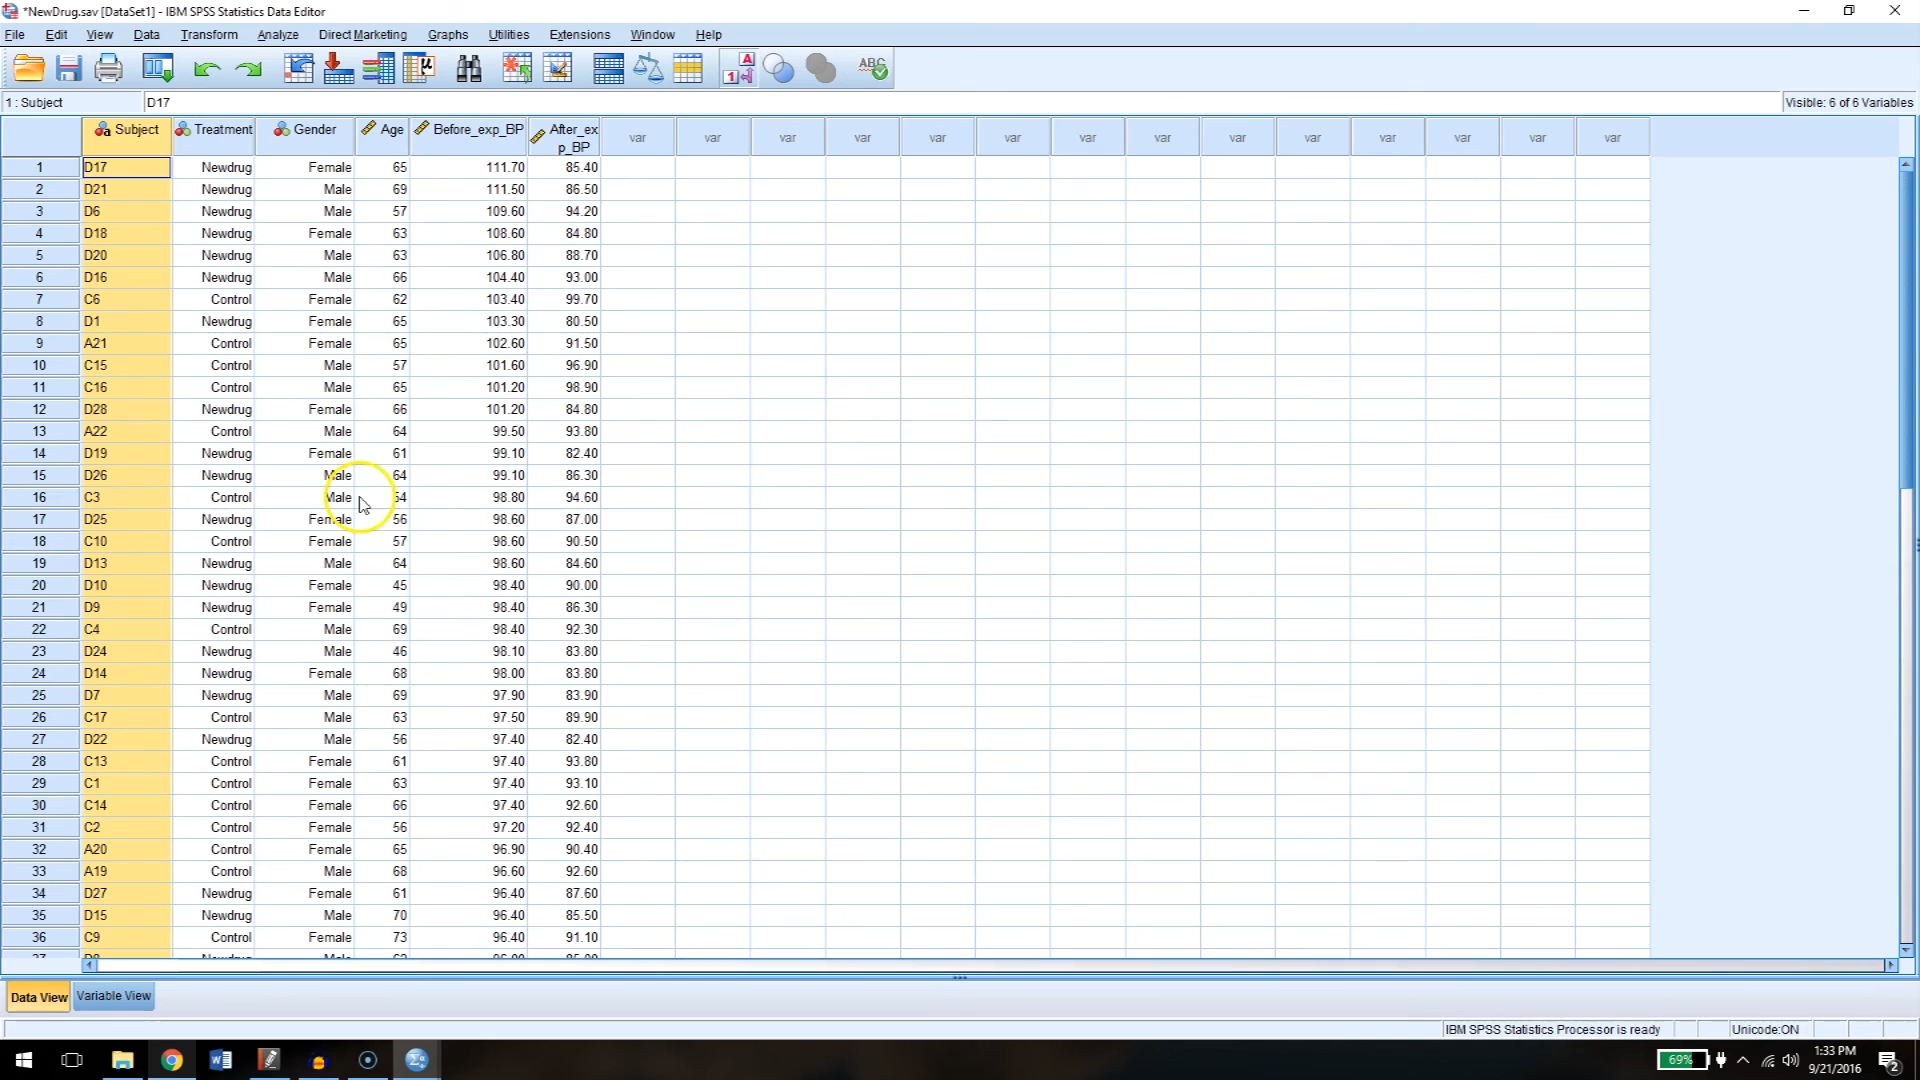 *NewDrug.sav [DataSet1] - IBM SPSS Statistics Data Editor
File Edit View Data Transform Analyze Direct Marketing Graphs Utilities Extensions Window Help
1 : Subject D17 Visible: 6 of 6 Variables
Subject Treatment Gender Age Before_exp_BP After_ex var var var var var var var var var var var var var var
p_BP
1 D17 Newdrug Female 65 111.70 85.40
2 D21 Newdrug Male 69 111.50 86.50
3 D6 Newdrug Male 57 109.60 94.20
4 D18 Newdrug Female 63 108.60 84.80
5 D20 Newdrug Male 63 106.80 88.70
6 D16 Newdrug Male 66 104.40 93.00
7 C6 Control Female 62 103.40 99.70
8 D1 Newdrug Female 65 103.30 80.50
9 A21 Control Female 65 102.60 91.50
10 C15 Control Male 57 101.60 96.90
11 C16 Control Male 65 101.20 98.90
12 D28 Newdrug Female 66 101.20 84.80
13 A22 Control Male 64 99.50 93.80
14 D19 Newdrug Female 61 99.10 82.40
15 D26 Newdrug Male 64 99.10 86.30
16 C3 Control Male 98.80 94.60
17 D25 Newdrug Female 56 98.60 87.00
18 C10 Control Female 57 98.60 90.50
19 D13 Newdrug Male 64 98.60 84.60
20 D10 Newdrug Female 45 98.40 90.00
21 D9 Newdrug Female 49 98.40 86.30
22 C4 Control Male 69 98.40 92.30
23 D24 Newdrug Male 46 98.10 83.80
24 D14 Newdrug Female 68 98.00 83.80
25 D7 Newdrug Male 69 97.90 83.90
26 C17 Control Male 63 97.50 89.90
27 D22 Newdrug Male 56 97.40 82.40
28 C13 Control Female 61 97.40 93.80
29 C1 Control Female 63 97.40 93.10
30 C14 Control Female 66 97.40 92.60
31 C2 Control Female 56 97.20 92.40
32 A20 Control Female 65 96.90 90.40
33 A19 Control Male 68 96.60 92.60
34 D27 Newdrug Female 61 96.40 87.60
35 D15 Newdrug Male 70 96.40 85.50
36 C9 Control Female 73 96.40 91.10
Data View Variable View
IBM SPSS Statistics Processor is ready Unicode:ON
69% 1:33 PM
9/21/2016 2